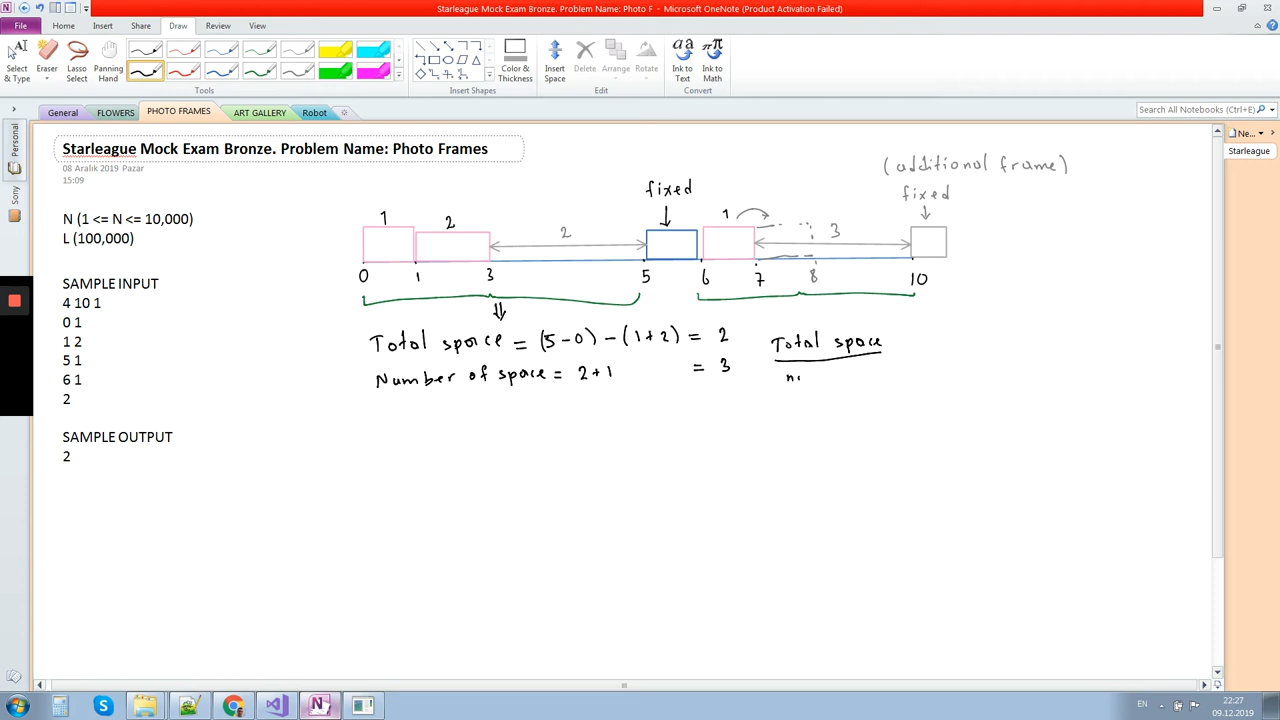 Starleague Mock Exam Bronze. Problem Name: Photo F - Microsoft OneNote (Product Activation Failed)
File Home Insert Share Draw Review View
Select & Type
Eraser
Lasso Select
Panning Hand
Color & Thickness
Insert Space
Delete
Arrange
Rotate
Ink to Text
Ink to Math
Tools
Insert Shapes
Edit
Convert
General FLOWERS PHOTO FRAMES ART GALLERY Robot
Search All Notebooks (Ctrl+E)
Personal
Sony
Ne...
Starleague
Starleague Mock Exam Bronze. Problem Name: Photo Frames
08 Aralık 2019 Pazar
15:09
N (1 <= N <= 10,000)
L (100,000)
SAMPLE INPUT
4 10 1
0 1
1 2
5 1
6 1
2
SAMPLE OUTPUT
2
(additional frame)
fixed
fixed
1 2 2 1 3
0 1 3 5 6 7 8 10
Total space = (5-0) - (1+2) = 2
Number of space = 2+1 = 3
Total space
EN
22:27
09.12.2019